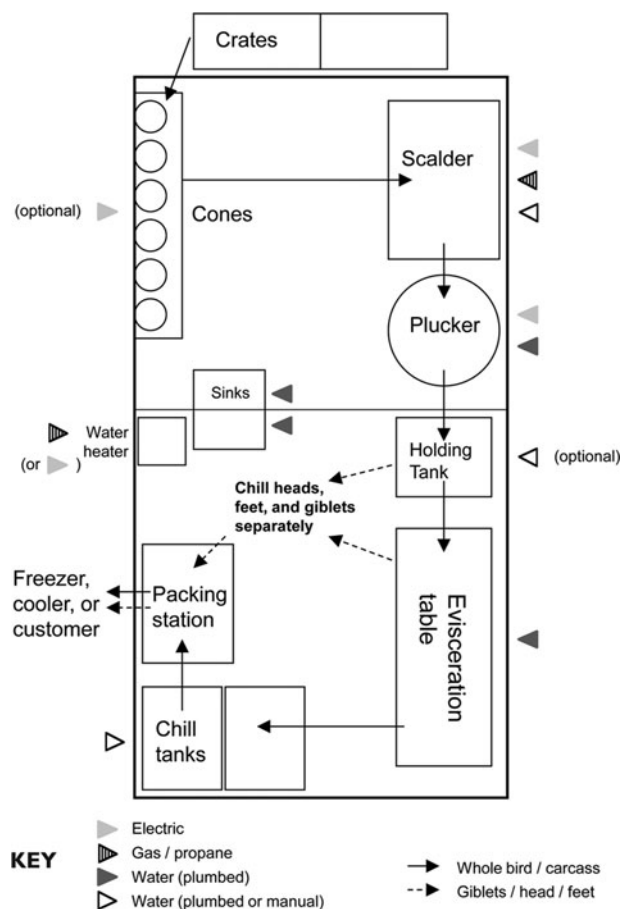 Crates
Scalder
(optional)
Cones
Plucker
Sinks
Water
heater
(or
)
Holding
Tank
(optional)
Chill heads,
feet, and giblets
separately
Freezer,
cooler, or
customer
Packing
station
Evisceration
table
Chill
tanks
KEY
Electric
Gas / propane
Water (plumbed)
Water (plumbed or manual)
Whole bird / carcass
Giblets / head / feet